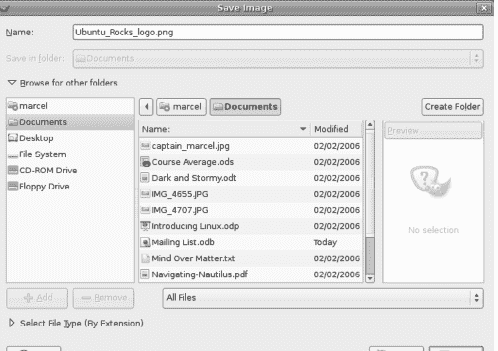 Save Image
Name: Ubuntu_Rocks_logo.png
Save in folder: Documents
Browse for other folders
marcel
Documents
Desktop
File System
CD-ROM Drive
Floppy Drive
marcel Documents Create Folder
Name: Modified
captain_marcel.jpg 02/02/2006
Course Average.ods 02/02/2006
Dark and Stormy.odt 02/02/2006
IMG_4655.JPG 02/02/2006
IMG_4707.JPG 02/02/2006
Introducing Linux.odp 02/02/2006
Mailing List.odb Today
Mind Over Matter.txt 02/02/2006
Navigating-Nautilus.pdf 02/02/2006
Preview
No selection
Add Remove All Files
Select File Type (By Extension)